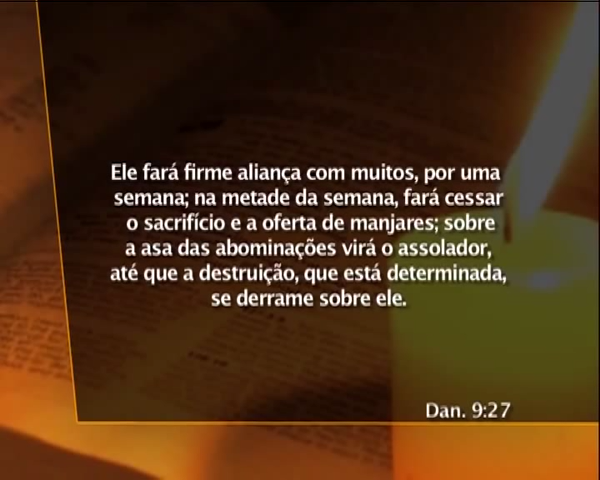 Ele fará firme aliança com muitos, por uma
semana; na metade da semana, fará cessar
o sacrifício e a oferta de manjares; sobre
a asa das abominações virá o assolador,
até que a destruição, que está determinada,
se derrame sobre ele.
Dan. 9:27